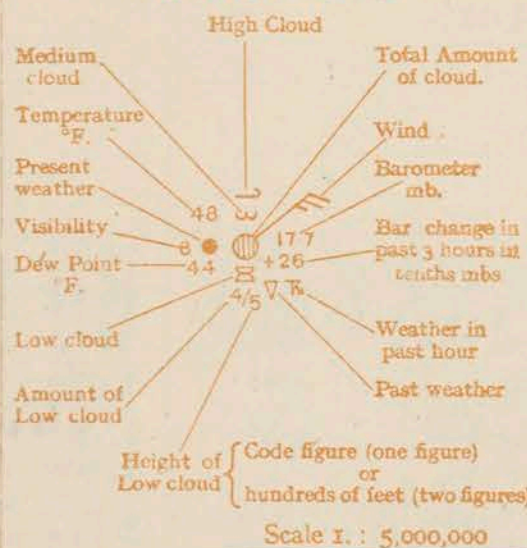 High Cloud
Medium cloud
Total Amount of cloud.
Temperature °F.
Wind
Present weather
Barometer mb.
48
Visibility
8
177
Bar change in past 3 hours in tenths mbs
Dew Point °F.
44
+26
4/5
Low cloud
Weather in past hour
Amount of Low cloud
Past weather
Height of Low cloud
Code figure (one figure)
or
hundreds of feet (two figures)
Scale 1. : 5,000,000